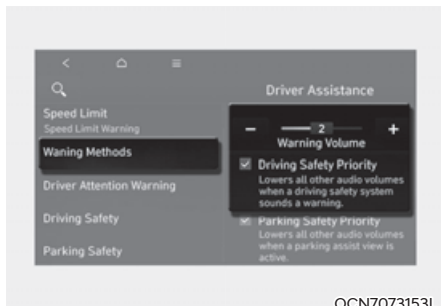 Driver Assistance
Speed Limit
Speed Limit Warning
Waning Methods
Driver Attention Warning
Driving Safety
Parking Safety
− 2 +
Warning Volume
Driving Safety Priority
Lowers all other audio volumes
when a driving safety system
sounds a warning.
Parking Safety Priority
Lowers other audio volumes
when a parking assist view is
active.
OCN7073153L